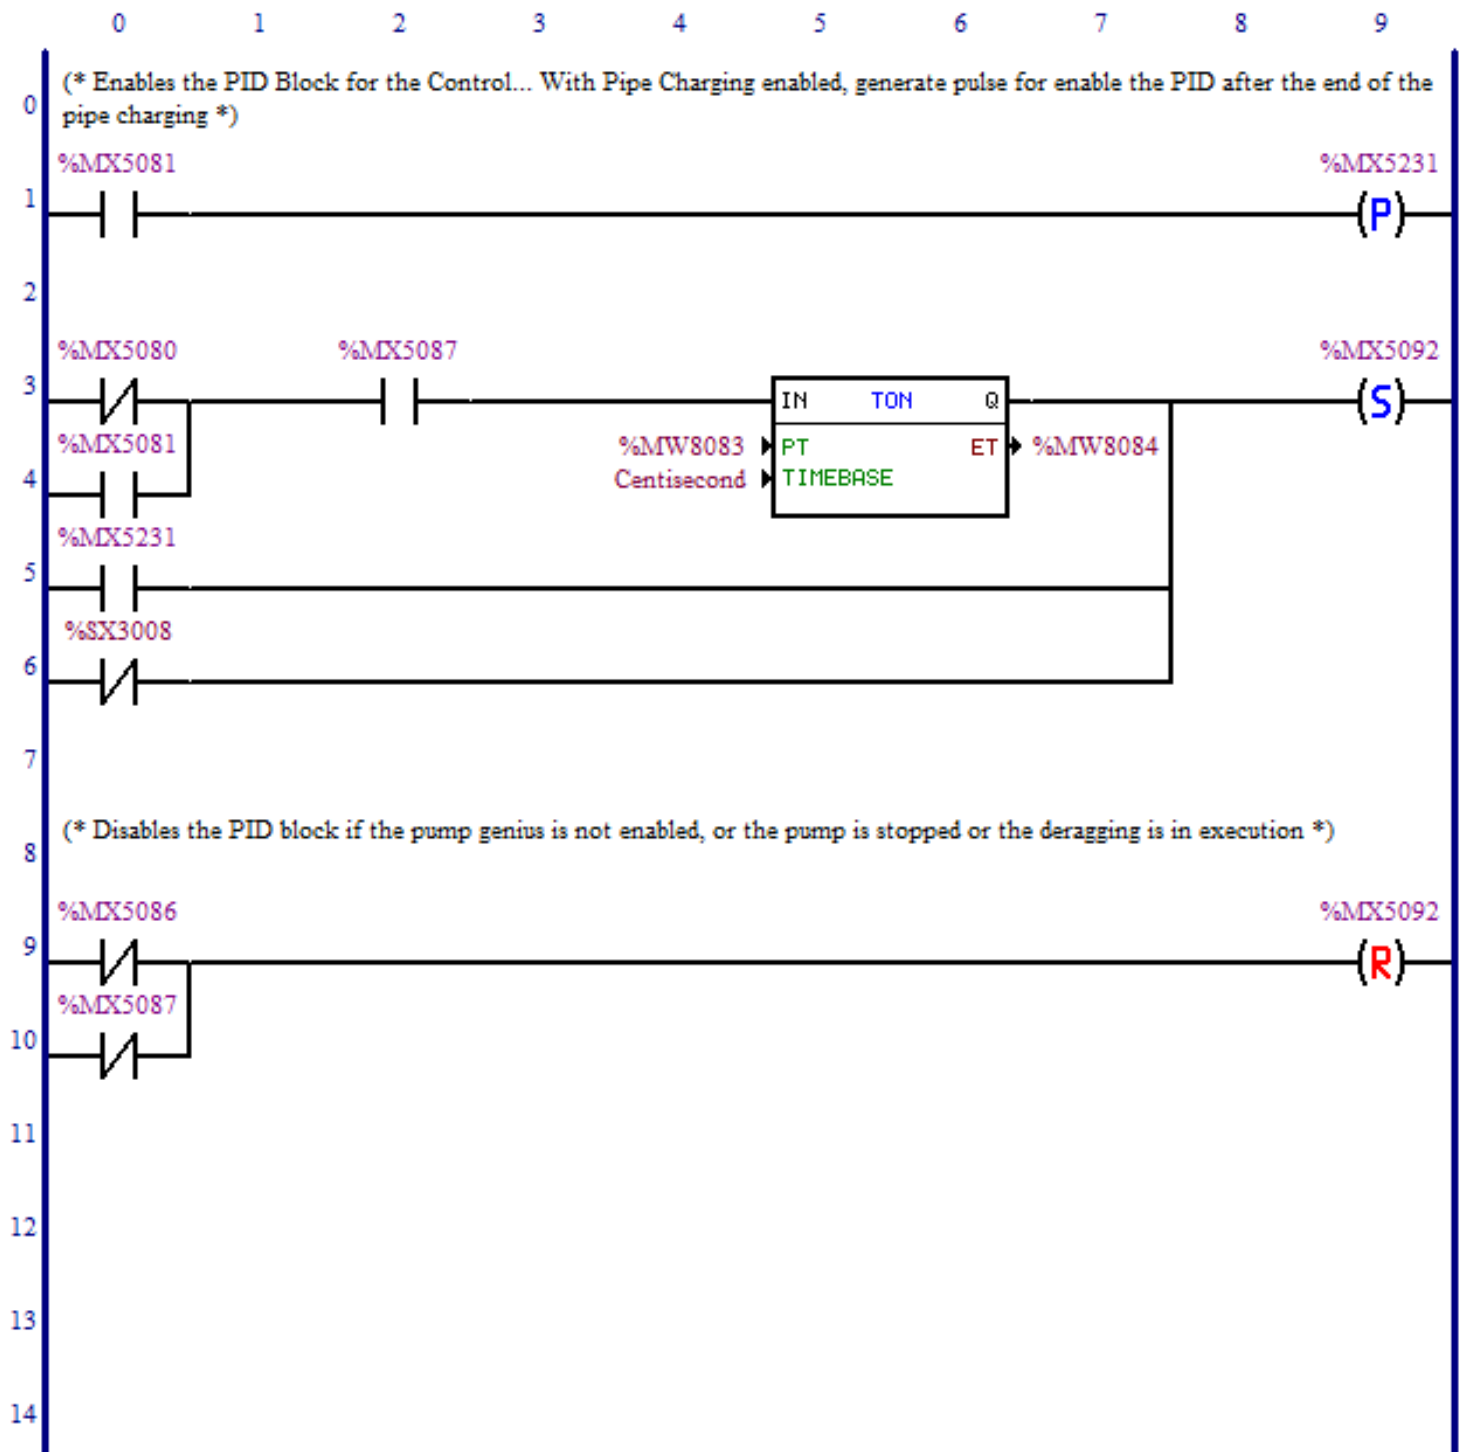 0 1 2 3 4 5 6 7 8 9
(* Enables the PID Block for the Control... With Pipe Charging enabled, generate pulse for enable the PID after the end of the
0
pipe charging *)
%MX5081 %MX5231
1 (P)
2
%MX5080 %MX5087 %MX5092
3 IN TON Q (S)
%MX5081 %MW8083 PT ET %MW8084
4 Centisecond TIMEBASE
%MX5231
5
%SX3008
6
7
(* Disables the PID block if the pump genius is not enabled, or the pump is stopped or the deragging is in execution *)
8
%MX5086 %MX5092
9 (R)
%MX5087
10
11
12
13
14